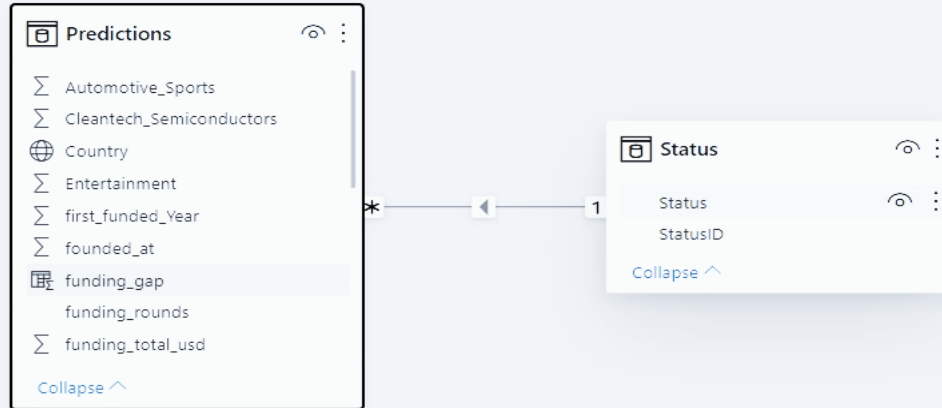 Predictions
Automotive_Sports
Cleantech_Semiconductors
Country
Entertainment
first_funded_Year
founded_at
funding_gap
funding_rounds
funding_total_usd
Collapse
* 1
Status
Status
StatusID
Collapse